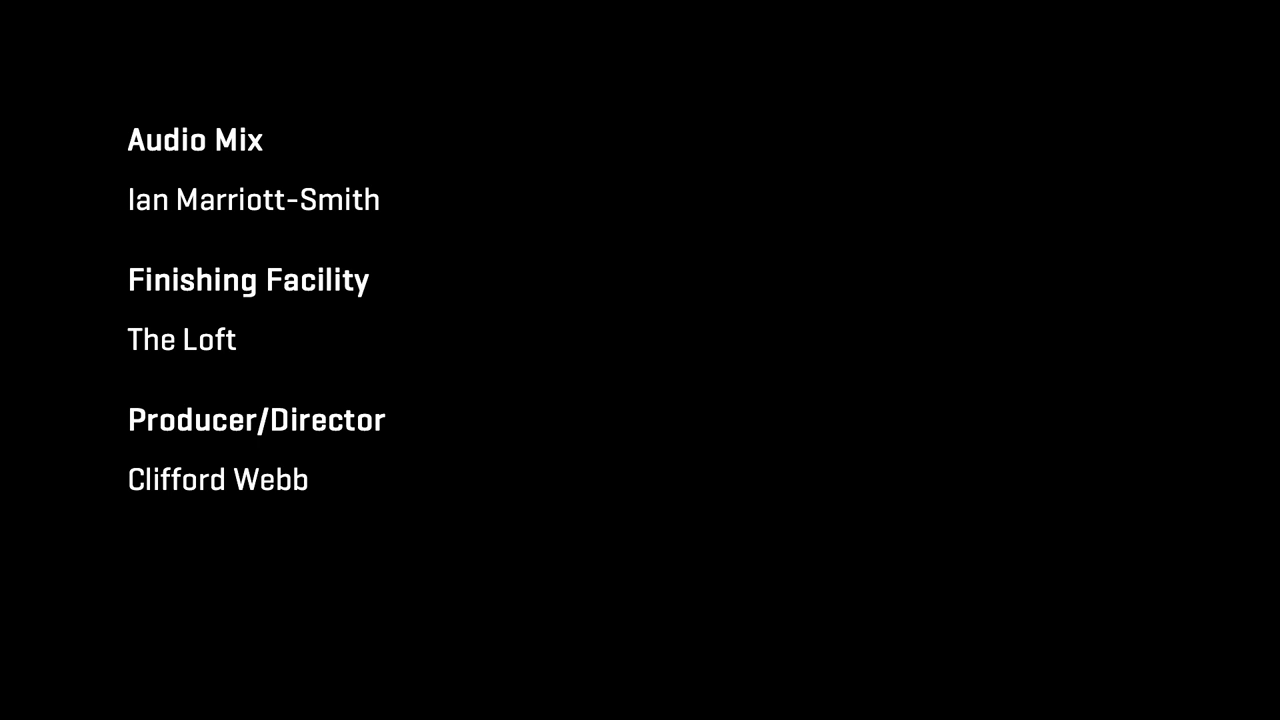 Audio Mix
Ian Marriott-Smith
Finishing Facility
The Loft
Producer/Director
Clifford Webb